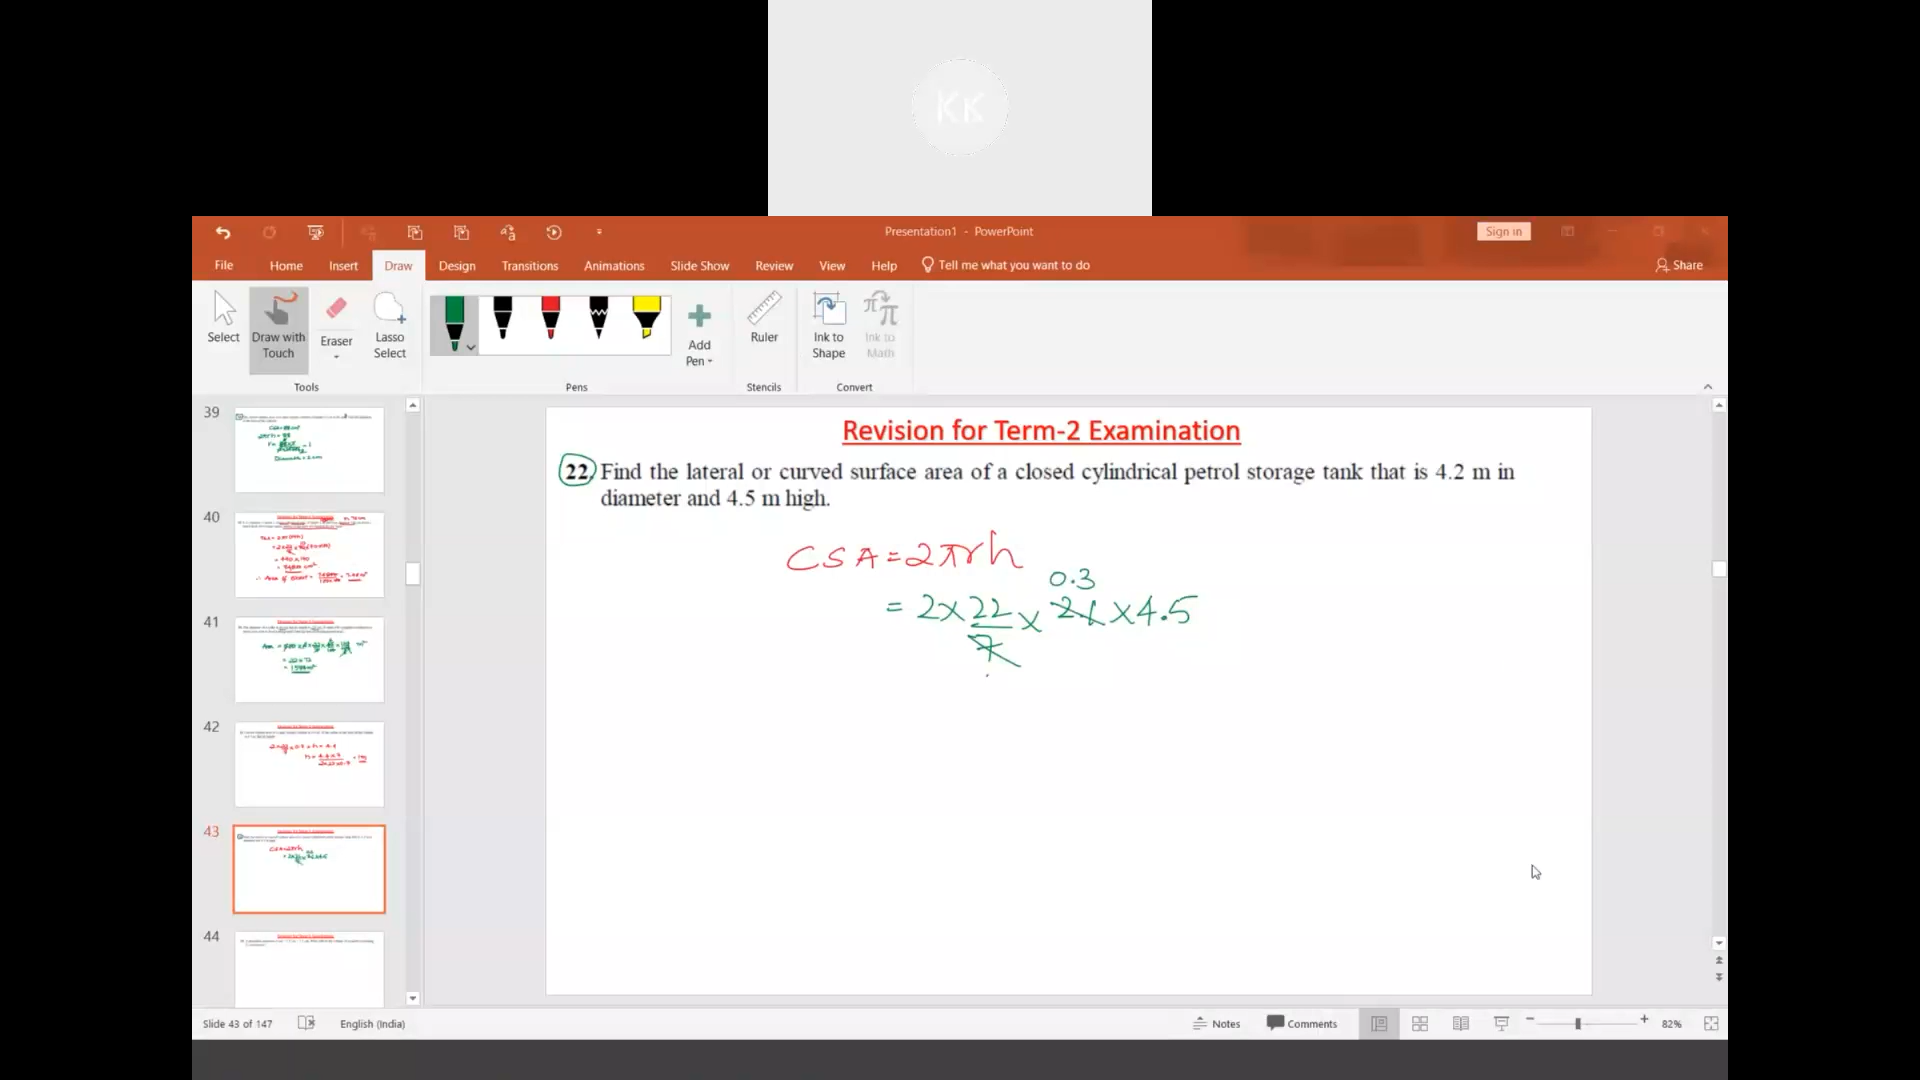 KK
Presentation1 - PowerPoint
Sign in
File Home Insert Draw Design Transitions Animations Slide Show Review View Help Tell me what you want to do Share
Select
Draw with Touch
Eraser
Lasso Select
Add Pen
Ruler
Ink to Shape
Ink to Math
Tools Pens Stencils Convert
39
40
41
42
43
44
Revision for Term-2 Examination
22. Find the lateral or curved surface area of a closed cylindrical petrol storage tank that is 4.2 m in
diameter and 4.5 m high.
CSA = 2πrh
0.3
= 2 × 22 × 21 × 4.5
7
Slide 43 of 147 English (India) Notes Comments 82%